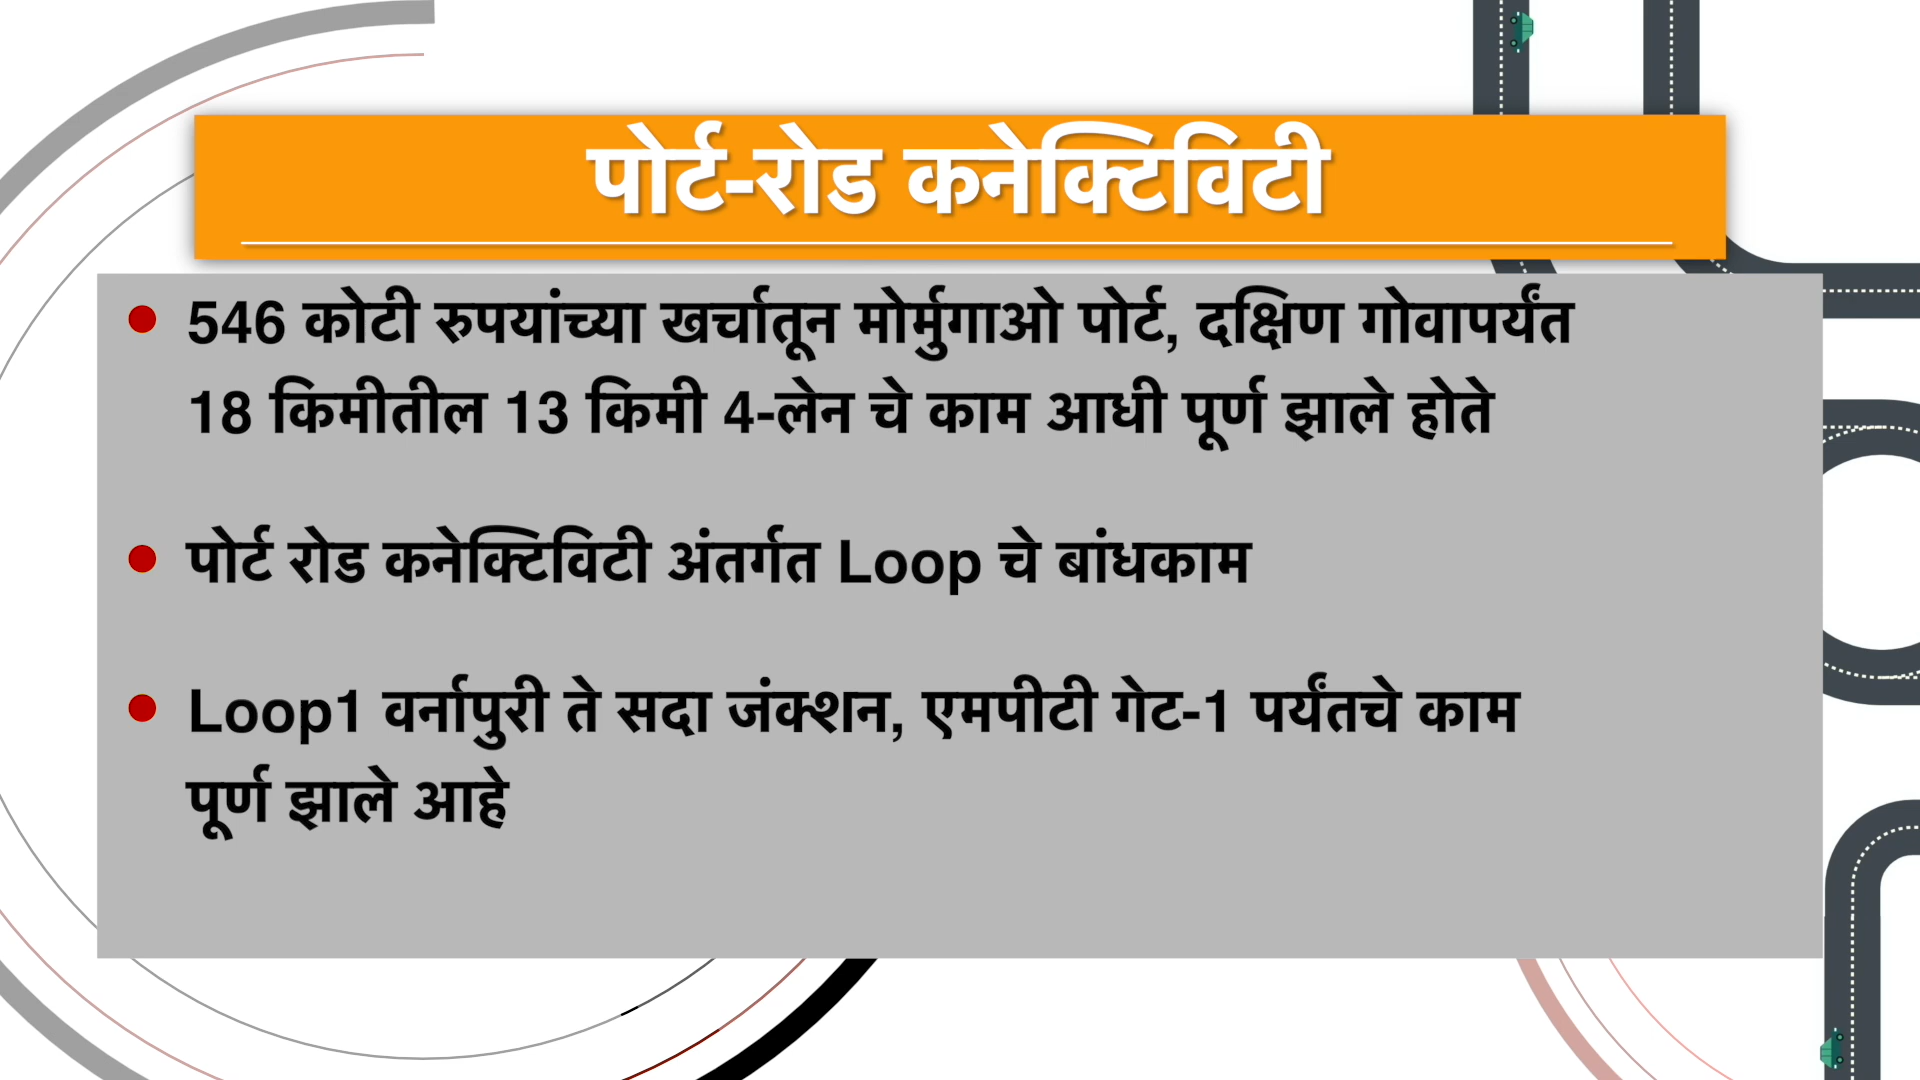 पोर्ट-रोड कनेक्टिविटी
546 कोटी रुपयांच्या खर्चातून मोर्मुगाओ पोर्ट, दक्षिण गोवापर्यंत
18 किमीतील 13 किमी 4-लेन चे काम आधी पूर्ण झाले होते
पोर्ट रोड कनेक्टिविटी अंतर्गत Loop चे बांधकाम
Loop1 वर्नापुरी ते सदा जंक्शन, एमपीटी गेट-1 पर्यंतचे काम
पूर्ण झाले आहे